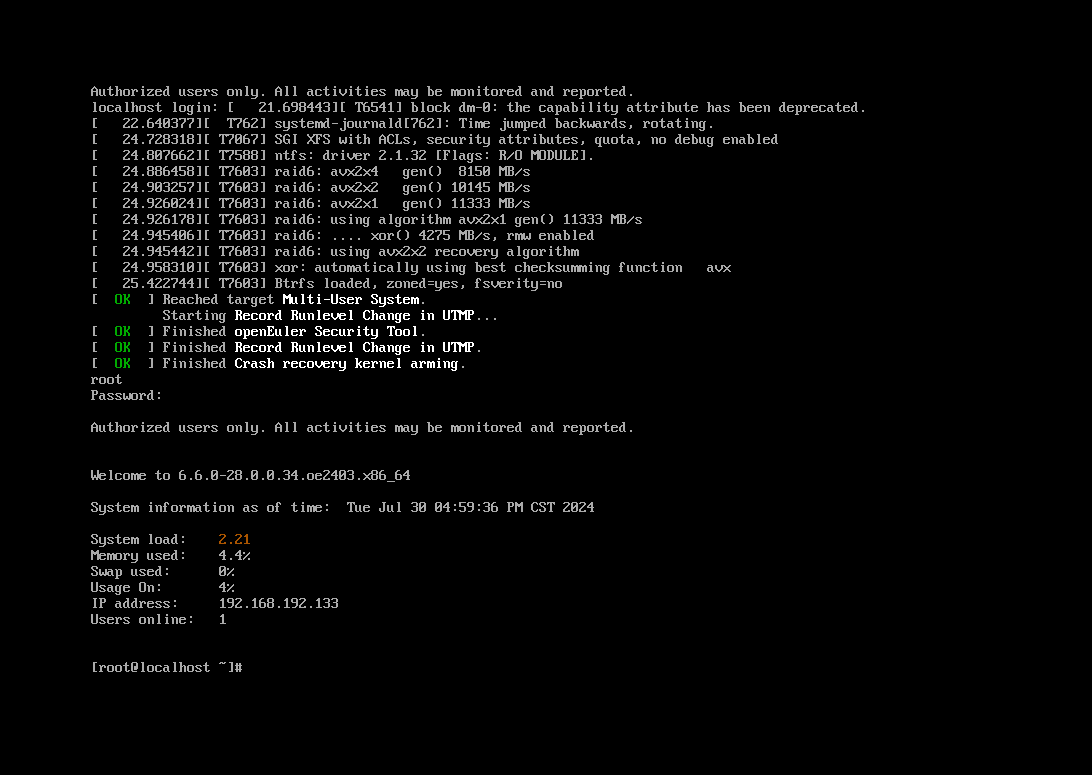 Authorized users only. All activities may be monitored and reported.
localhost login: [   21.698443][ T6541] block dm-0: the capability attribute has been deprecated.
[   22.640377][  T762] systemd-journald[762]: Time jumped backwards, rotating.
[   24.728318][ T7067] SGI XFS with ACLs, security attributes, quota, no debug enabled
[   24.807662][ T7588] ntfs: driver 2.1.32 [Flags: R/O MODULE].
[   24.886458][ T7603] raid6: avx2x4   gen()  8150 MB/s
[   24.903257][ T7603] raid6: avx2x2   gen() 10145 MB/s
[   24.926024][ T7603] raid6: avx2x1   gen() 11333 MB/s
[   24.926178][ T7603] raid6: using algorithm avx2x1 gen() 11333 MB/s
[   24.945406][ T7603] raid6: .... xor() 4275 MB/s, rmw enabled
[   24.945442][ T7603] raid6: using avx2x2 recovery algorithm
[   24.958310][ T7603] xor: automatically using best checksumming function   avx
[   25.422744][ T7603] Btrfs loaded, zoned=yes, fsverity=no
[  OK  ] Reached target Multi-User System.
         Starting Record Runlevel Change in UTMP...
[  OK  ] Finished openEuler Security Tool.
[  OK  ] Finished Record Runlevel Change in UTMP.
[  OK  ] Finished Crash recovery kernel arming.
root
Password:
Authorized users only. All activities may be monitored and reported.
Welcome to 6.6.0-28.0.0.34.oe2403.x86_64
System information as of time:  Tue Jul 30 04:59:36 PM CST 2024
System load:    2.21
Memory used:    4.4%
Swap used:      0%
Usage On:       4%
IP address:     192.168.192.133
Users online:   1
[root@localhost ~]#